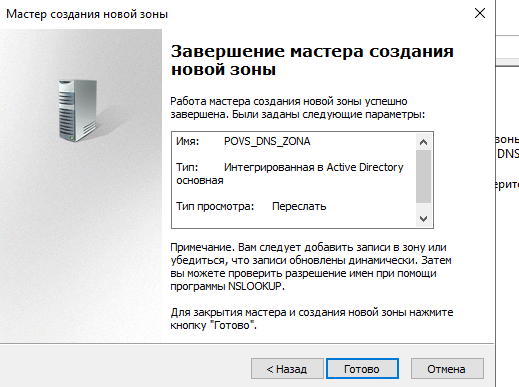 Мастер создания новой зоны
Завершение мастера создания
новой зоны
Работа мастера создания новой зоны успешно
завершена. Были заданы следующие параметры:
Имя: POVS_DNS_ZONA
Тип: Интегрированная в Active Directory
основная
Тип просмотра: Переслать
Примечание. Вам следует добавить записи в зону или
убедиться, что записи обновлены динамически. Затем
вы можете проверить разрешение имен при помощи
программы NSLOOKUP.
Для закрытия мастера и создания новой зоны нажмите
кнопку "Готово".
< Назад Готово Отмена
зоны
DNS
ерите